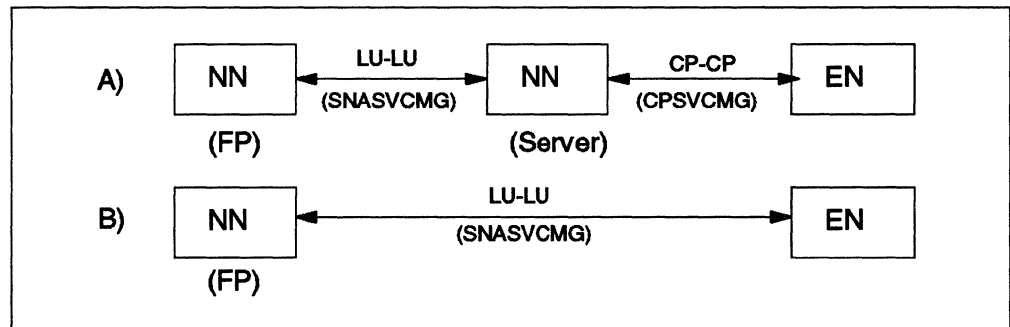 A) NN LU-LU NN CP-CP EN
(SNASVCMG) (CPSVCMG)
(FP) (Server)
B) NN LU-LU EN
(SNASVCMG)
(FP)